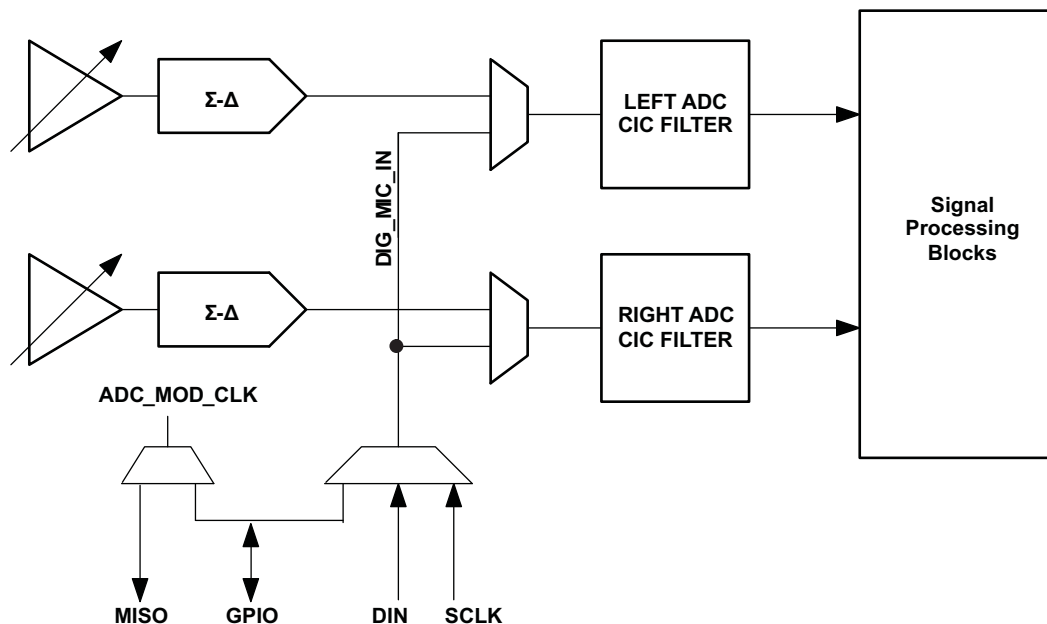 Σ-Δ
LEFT ADC
CIC FILTER
DIG_MIC_IN
Signal
Processing
Blocks
Σ-Δ
RIGHT ADC
CIC FILTER
ADC_MOD_CLK
MISO
GPIO
DIN
SCLK